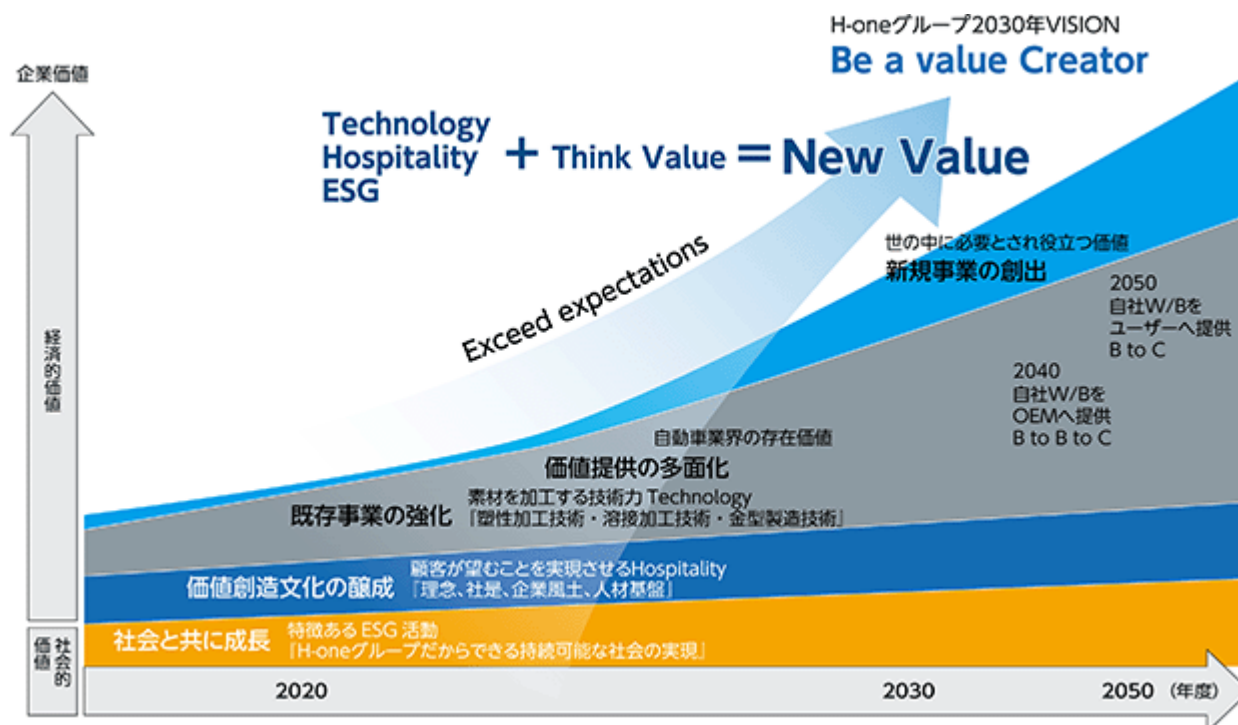 H-oneグループ2030年VISION
Be a value Creator
企業価値
Technology
Hospitality
ESG
+ Think Value = New Value
Exceed expectations
世の中に必要とされ役立つ価値
新規事業の創出
2050
自社W/Bを
ユーザーへ提供
B to C
2040
自社W/Bを
OEMへ提供
B to B to C
経済的価値
自動車業界の存在価値
価値提供の多面化
既存事業の強化
素材を加工する技術力 Technology
『塑性加工技術・溶接加工技術・金型製造技術』
価値創造文化の醸成
顧客が望むことを実現させるHospitality
『理念、社是、企業風土、人材基盤』
社会的
価値
社会と共に成長
特徴ある ESG 活動
『H-oneグループだからできる持続可能な社会の実現』
2020
2030
2050
(年度)